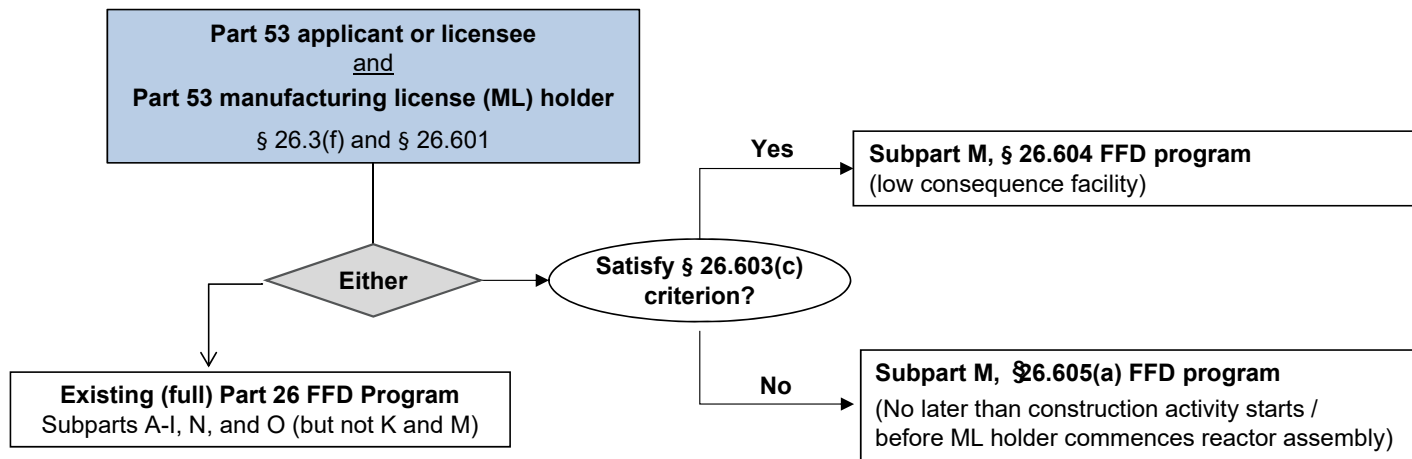 Part 53 applicant or licensee
and
Part 53 manufacturing license (ML) holder
§ 26.3(f) and § 26.601
Either
Existing (full) Part 26 FFD Program
Subparts A-I, N, and O (but not K and M)
Satisfy § 26.603(c)
criterion?
Yes
Subpart M, § 26.604 FFD program
(low consequence facility)
No
Subpart M, §26.605(a) FFD program
(No later than construction activity starts /
before ML holder commences reactor assembly)